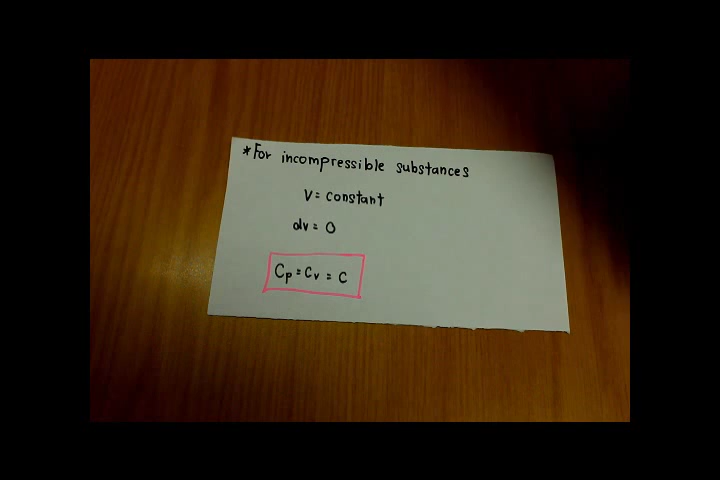 *For incompressible substances
V = constant
dv = 0
Cp = Cv = C